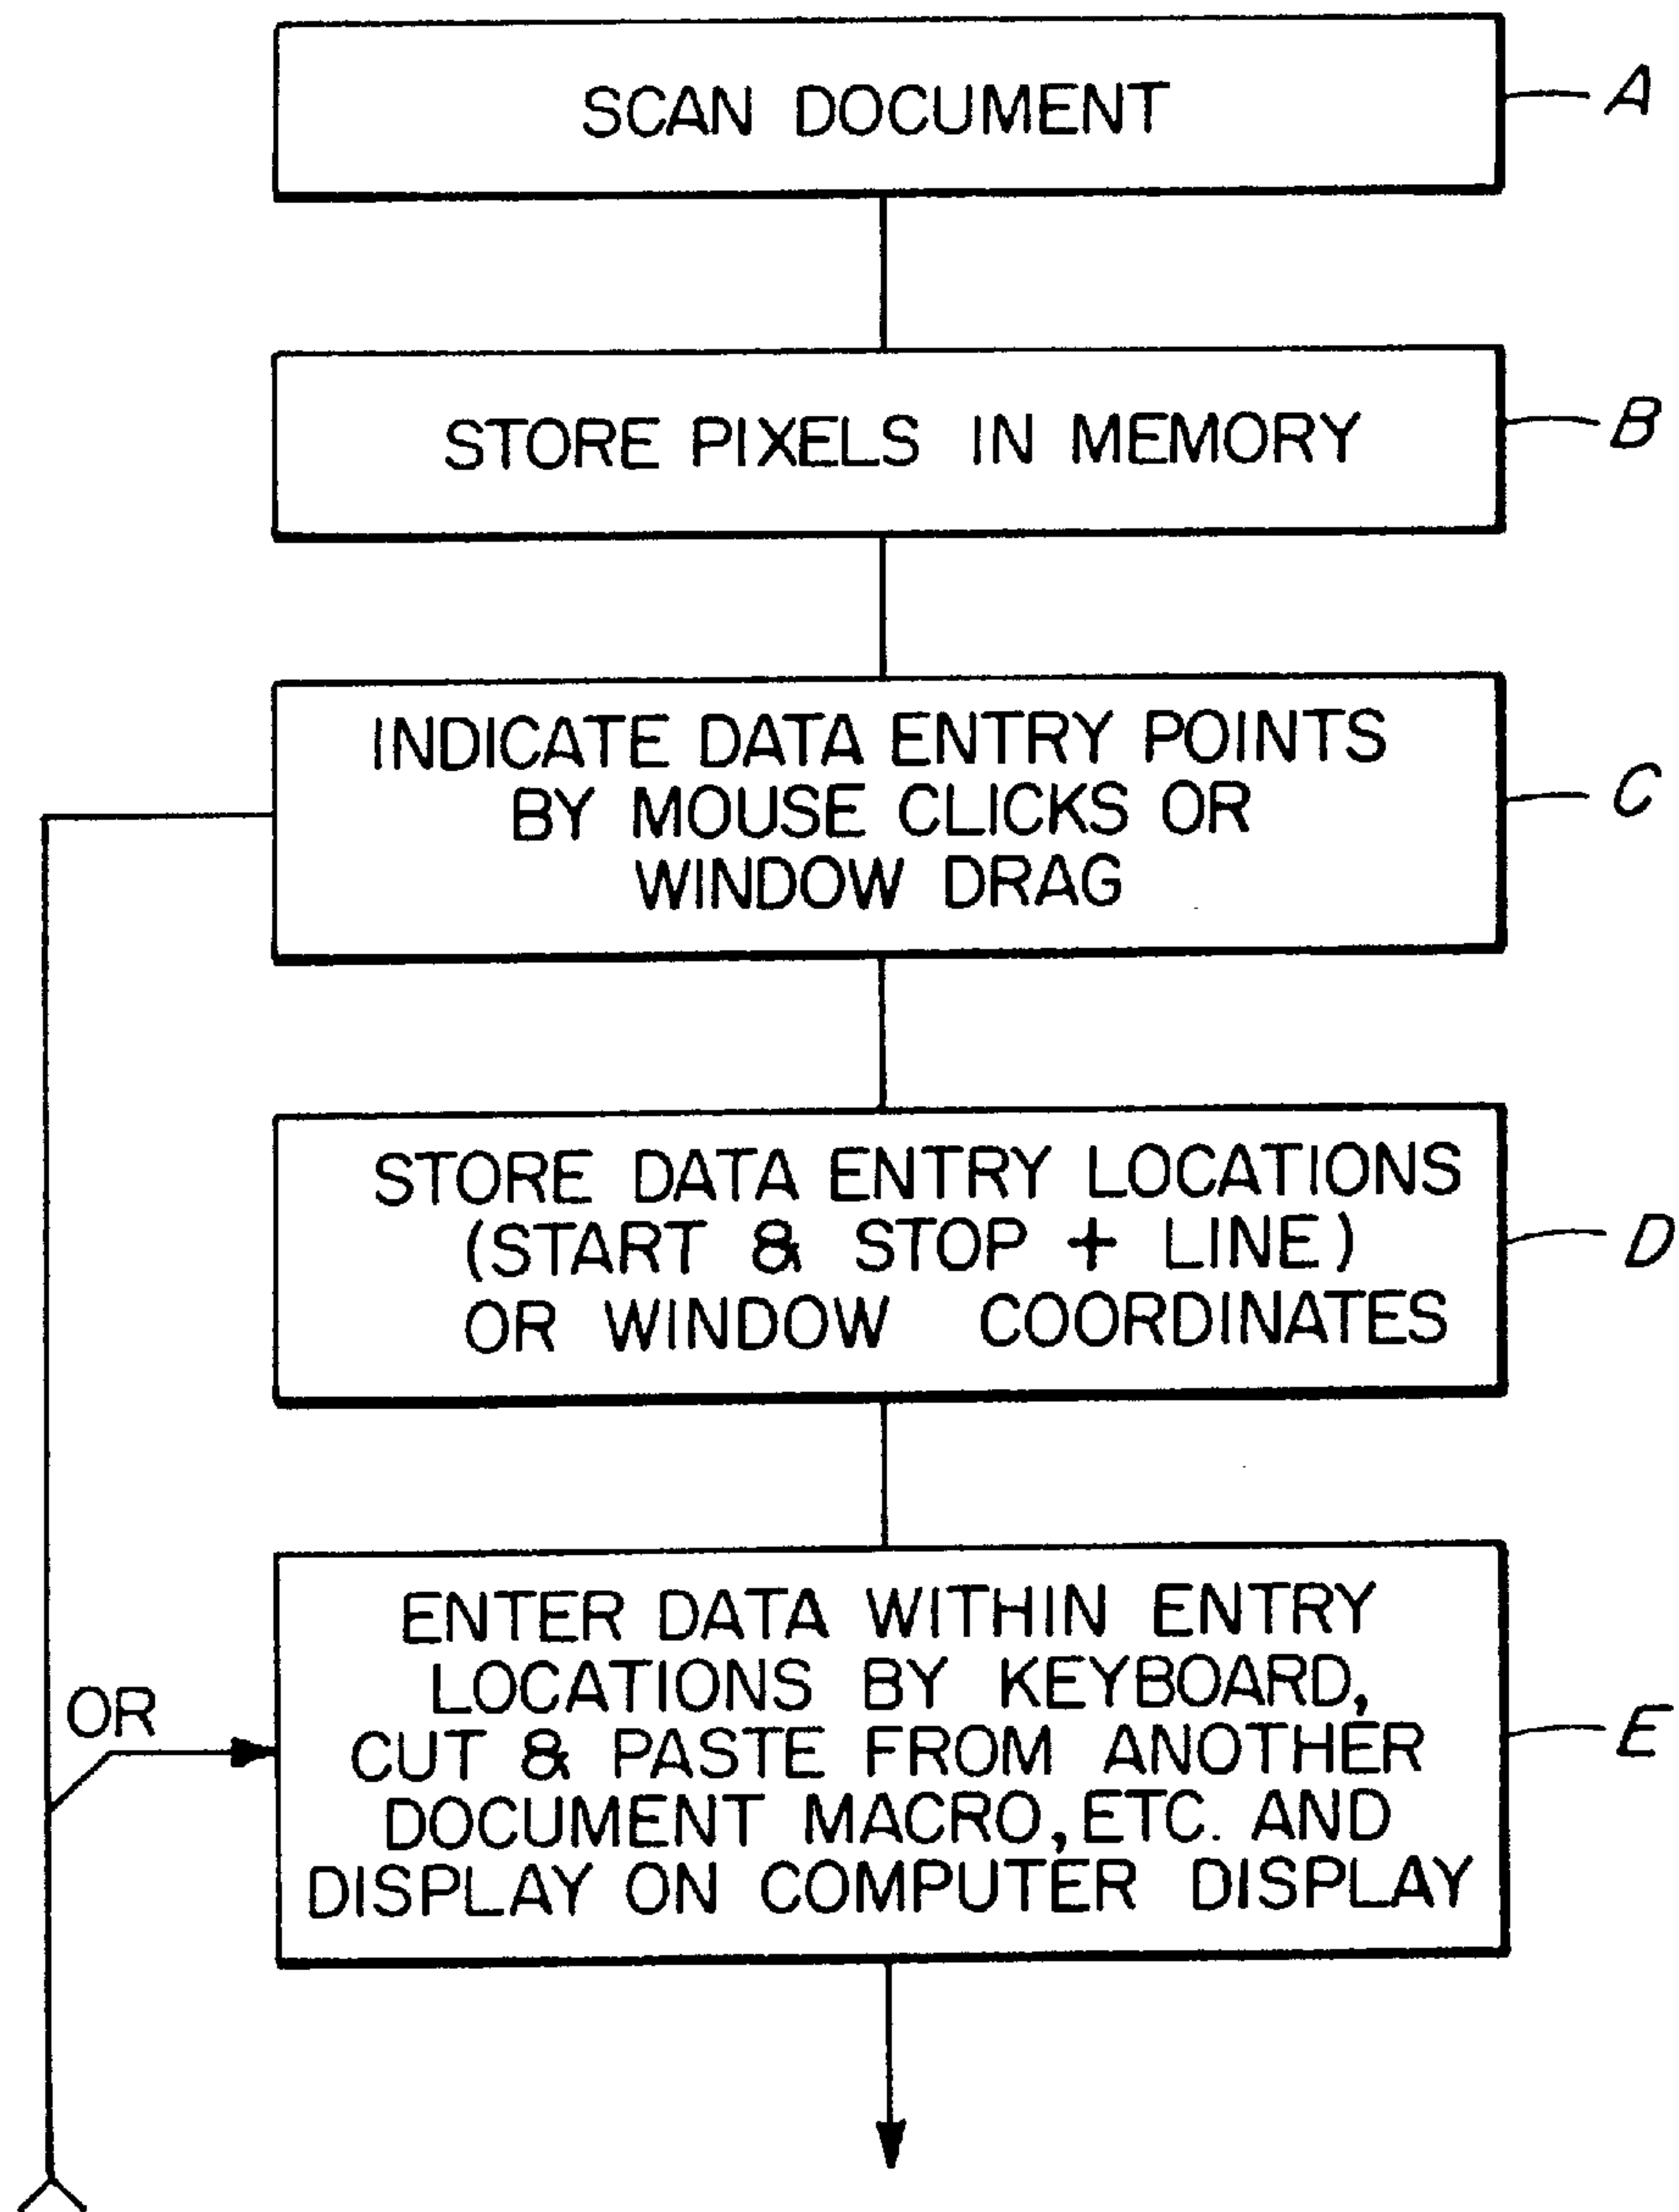 SCAN DOCUMENT
A
STORE PIXELS IN MEMORY
B
INDICATE DATA ENTRY POINTS
BY MOUSE CLICKS OR
WINDOW DRAG
C
STORE DATA ENTRY LOCATIONS
(START & STOP + LINE)
OR WINDOW COORDINATES
D
OR
ENTER DATA WITHIN ENTRY
LOCATIONS BY KEYBOARD,
CUT & PASTE FROM ANOTHER
DOCUMENT MACRO, ETC. AND
DISPLAY ON COMPUTER DISPLAY
E